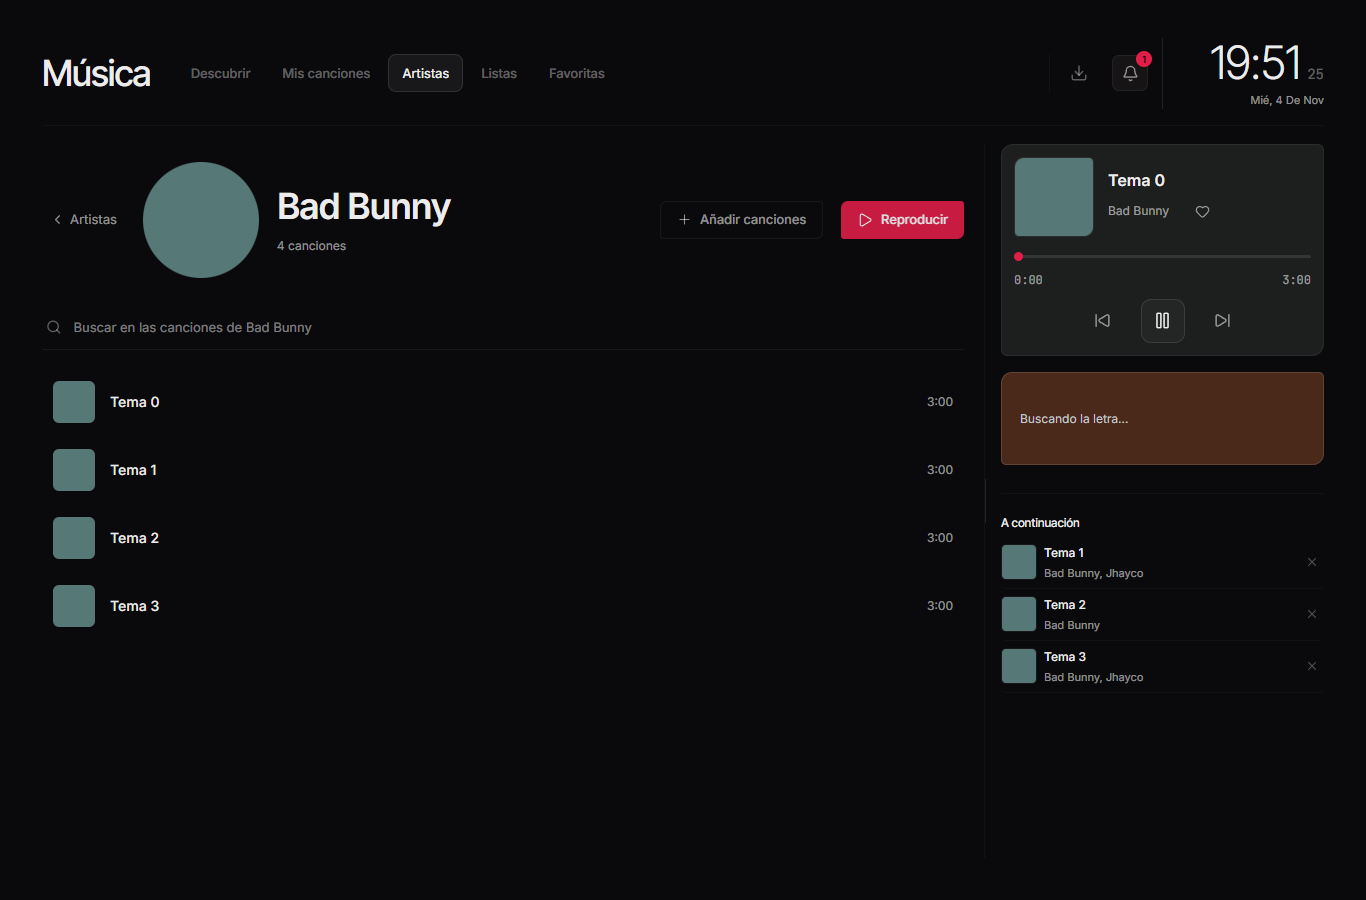 Música
Descubrir
Mis canciones
Artistas
Listas
Favoritas
1
19:51 25
Mié, 4 De Nov
Artistas
Bad Bunny
4 canciones
Añadir canciones
Reproducir
Buscar en las canciones de Bad Bunny
Tema 0 3:00
Tema 1 3:00
Tema 2 3:00
Tema 3 3:00
Tema 0
Bad Bunny
0:00 3:00
Buscando la letra...
A continuación
Tema 1
Bad Bunny, Jhayco
Tema 2
Bad Bunny
Tema 3
Bad Bunny, Jhayco